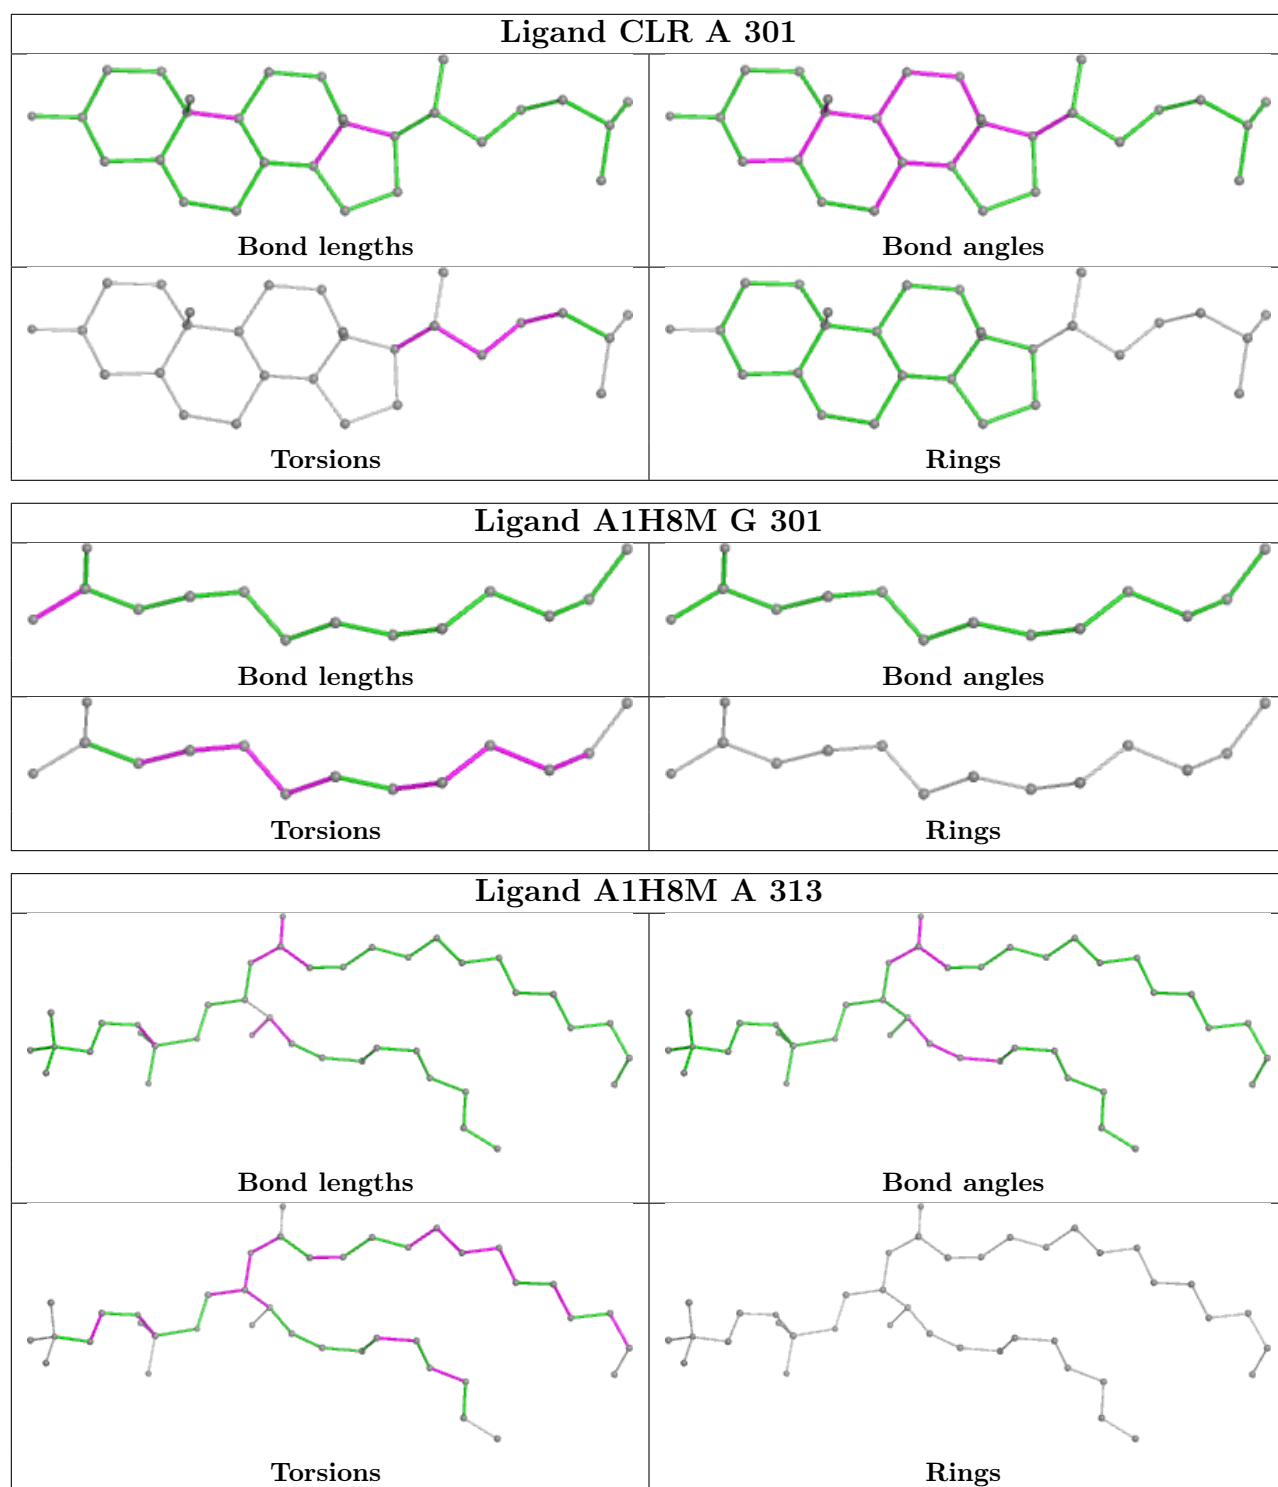 Ligand CLR A 301
Bond lengths
Bond angles
Torsions
Rings
Ligand A1H8M G 301
Bond lengths
Bond angles
Torsions
Rings
Ligand A1H8M A 313
Bond lengths
Bond angles
Torsions
Rings